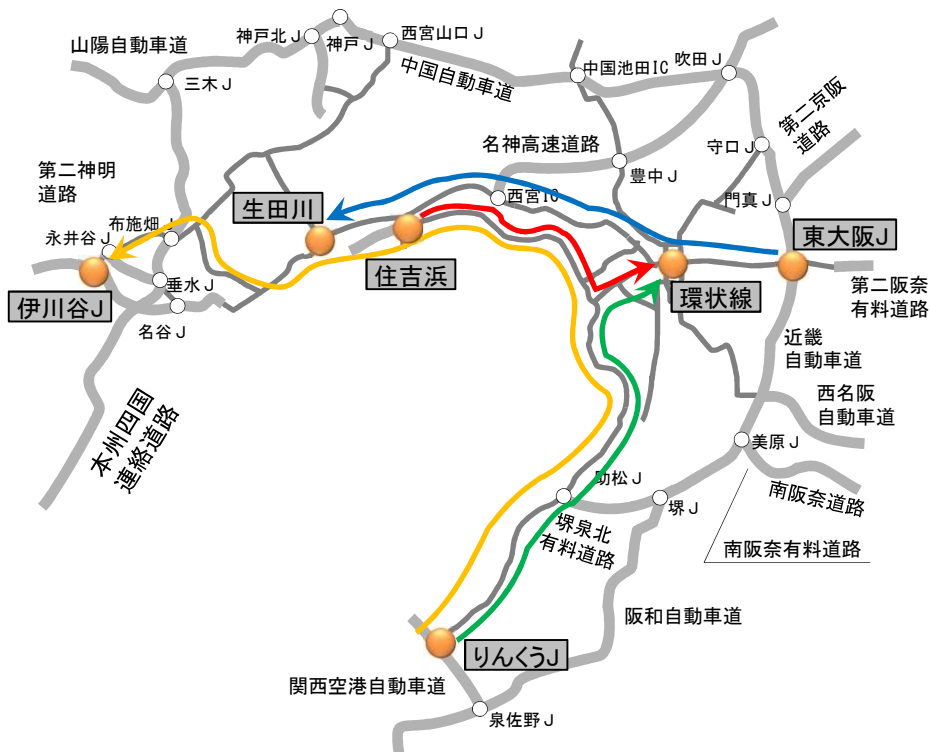 神戸北J
神戸J
西宮山口J
山陽自動車道
中国自動車道
中国池田IC
吹田J
三木J
第二京阪
道路
名神高速道路
守口J
豊中J
第二神明
道路
生田川
西宮IC
門真J
布施畑J
永井谷J
住吉浜
東大阪J
伊川谷J
垂水J
環状線
第二阪奈
有料道路
名谷J
近畿
自動車道
西名阪
自動車道
本州四国
連絡道路
美原J
助松J
堺J
南阪奈道路
堺泉北
有料道路
南阪奈有料道路
阪和自動車道
りんくうJ
関西空港自動車道
泉佐野J